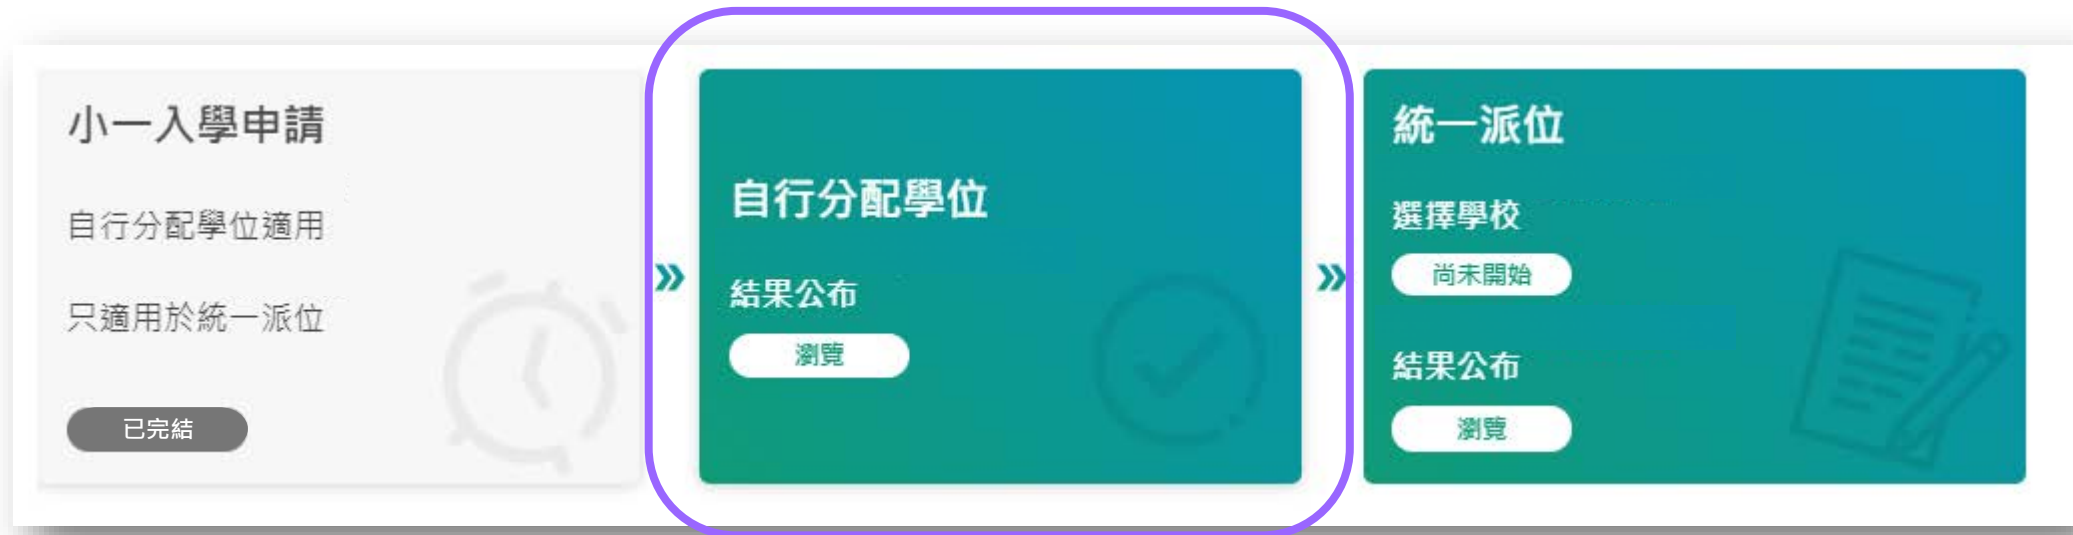 小一入學申請
自行分配學位適用
只適用於統一派位
已完結
»
自行分配學位
結果公布
瀏覽
»
統一派位
選擇學校
尚未開始
結果公布
瀏覽